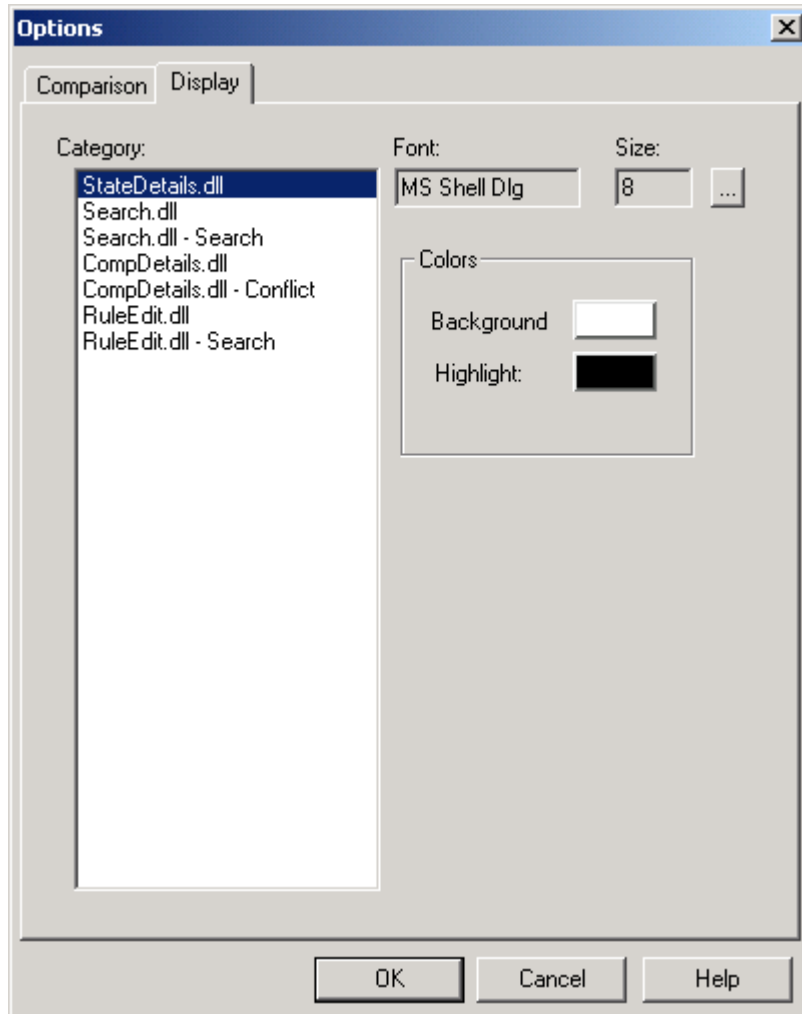 Options
Comparison Display
Category: Font: Size:
StateDetails.dll MS Shell Dlg 8 ...
Search.dll
Search.dll - Search
CompDetails.dll
CompDetails.dll - Conflict
RuleEdit.dll
RuleEdit.dll - Search
Colors
Background
Highlight:
OK Cancel Help